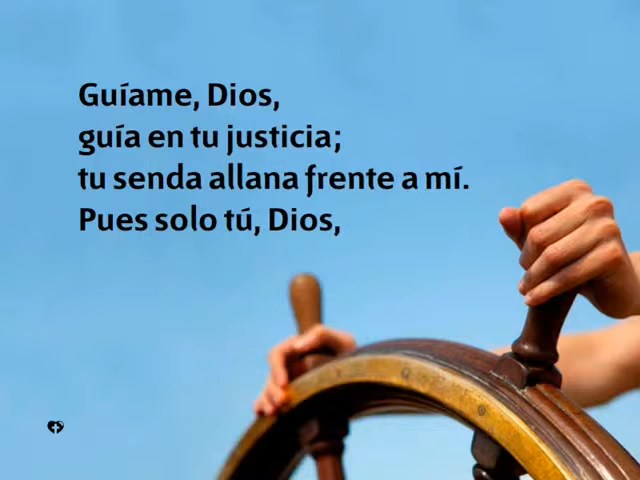 Guíame, Dios,
guía en tu justicia;
tu senda allana frente a mí.
Pues solo tú, Dios,